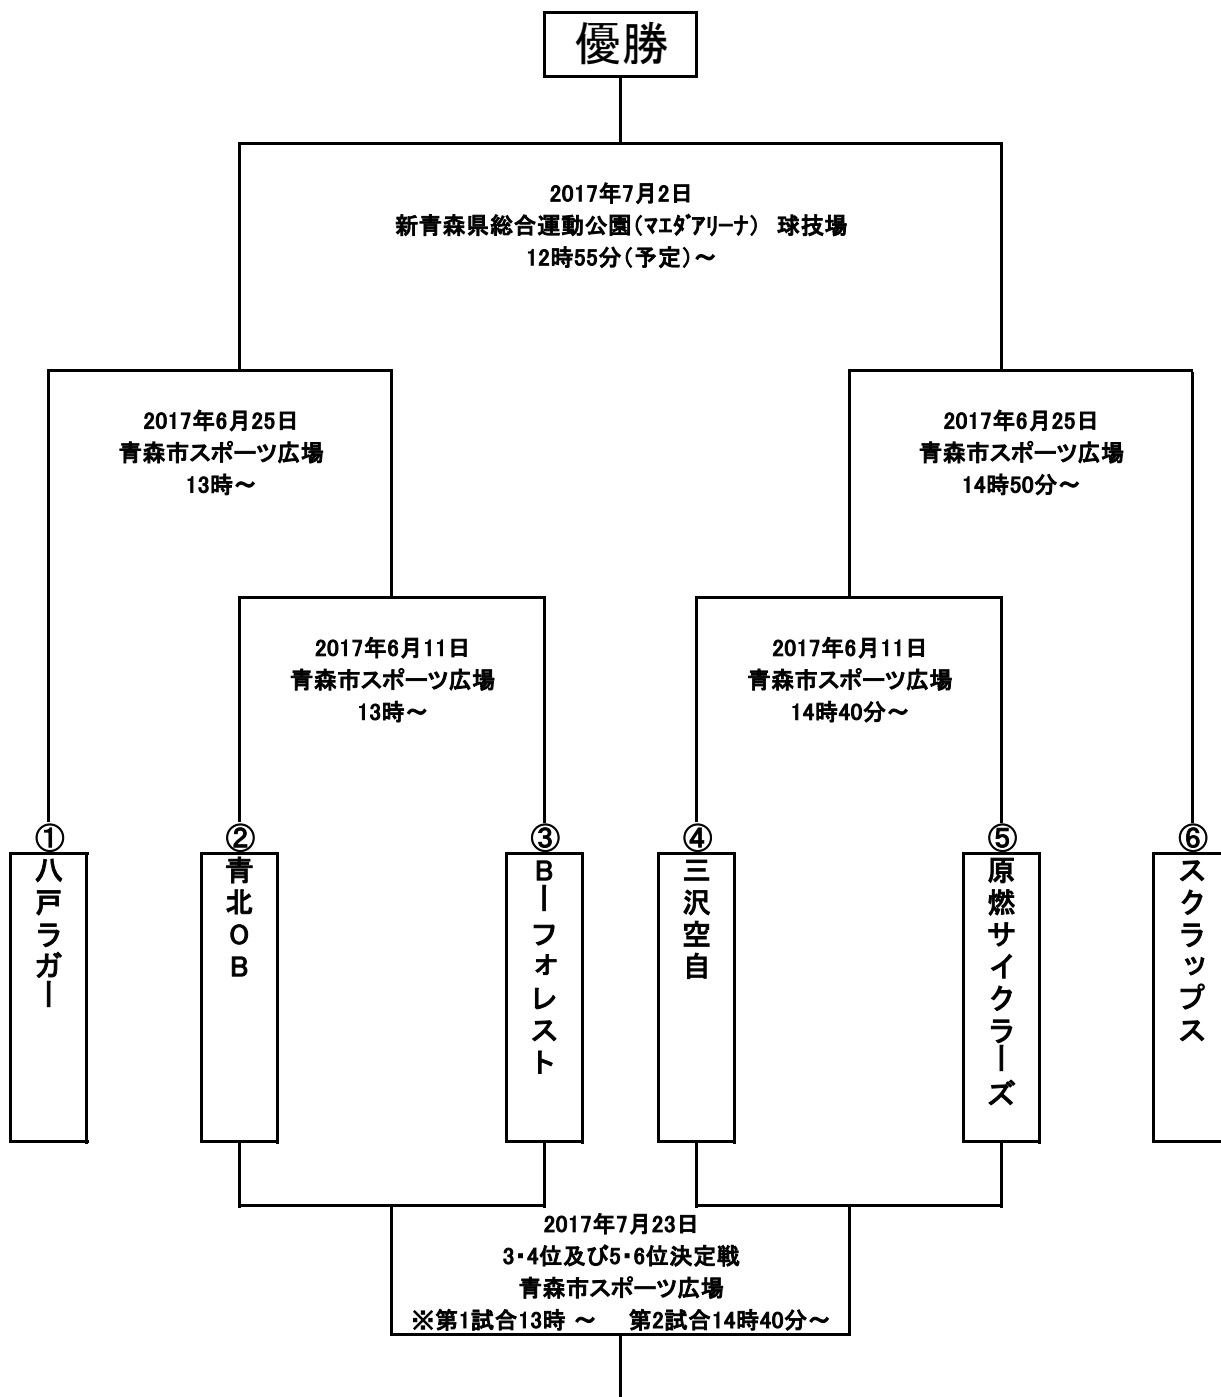 優勝
2017年7月2日
新青森県総合運動公園(マエダアリーナ) 球技場
12時55分(予定)~
2017年6月25日
青森市スポーツ広場
13時~
2017年6月25日
青森市スポーツ広場
14時50分~
2017年6月11日
青森市スポーツ広場
13時~
2017年6月11日
青森市スポーツ広場
14時40分~
①八戸ラガー
②青北OB
③Bーフォレスト
④三沢空自
⑤原燃サイクラーズ
⑥スクラップス
2017年7月23日
3・4位及び5・6位決定戦
青森市スポーツ広場
※第1試合13時 ~ 第2試合14時40分~